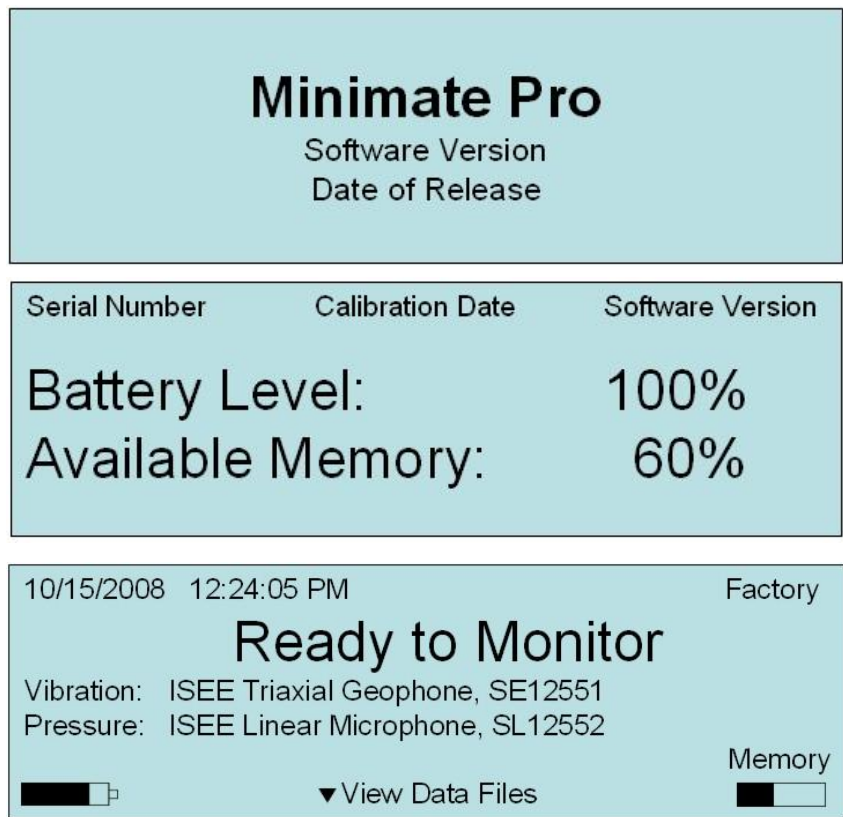 Minimate Pro
Software Version
Date of Release
Serial Number Calibration Date Software Version
Battery Level: 100%
Available Memory: 60%
10/15/2008 12:24:05 PM Factory
Ready to Monitor
Vibration: ISEE Triaxial Geophone, SE12551
Pressure: ISEE Linear Microphone, SL12552
Memory
▼View Data Files